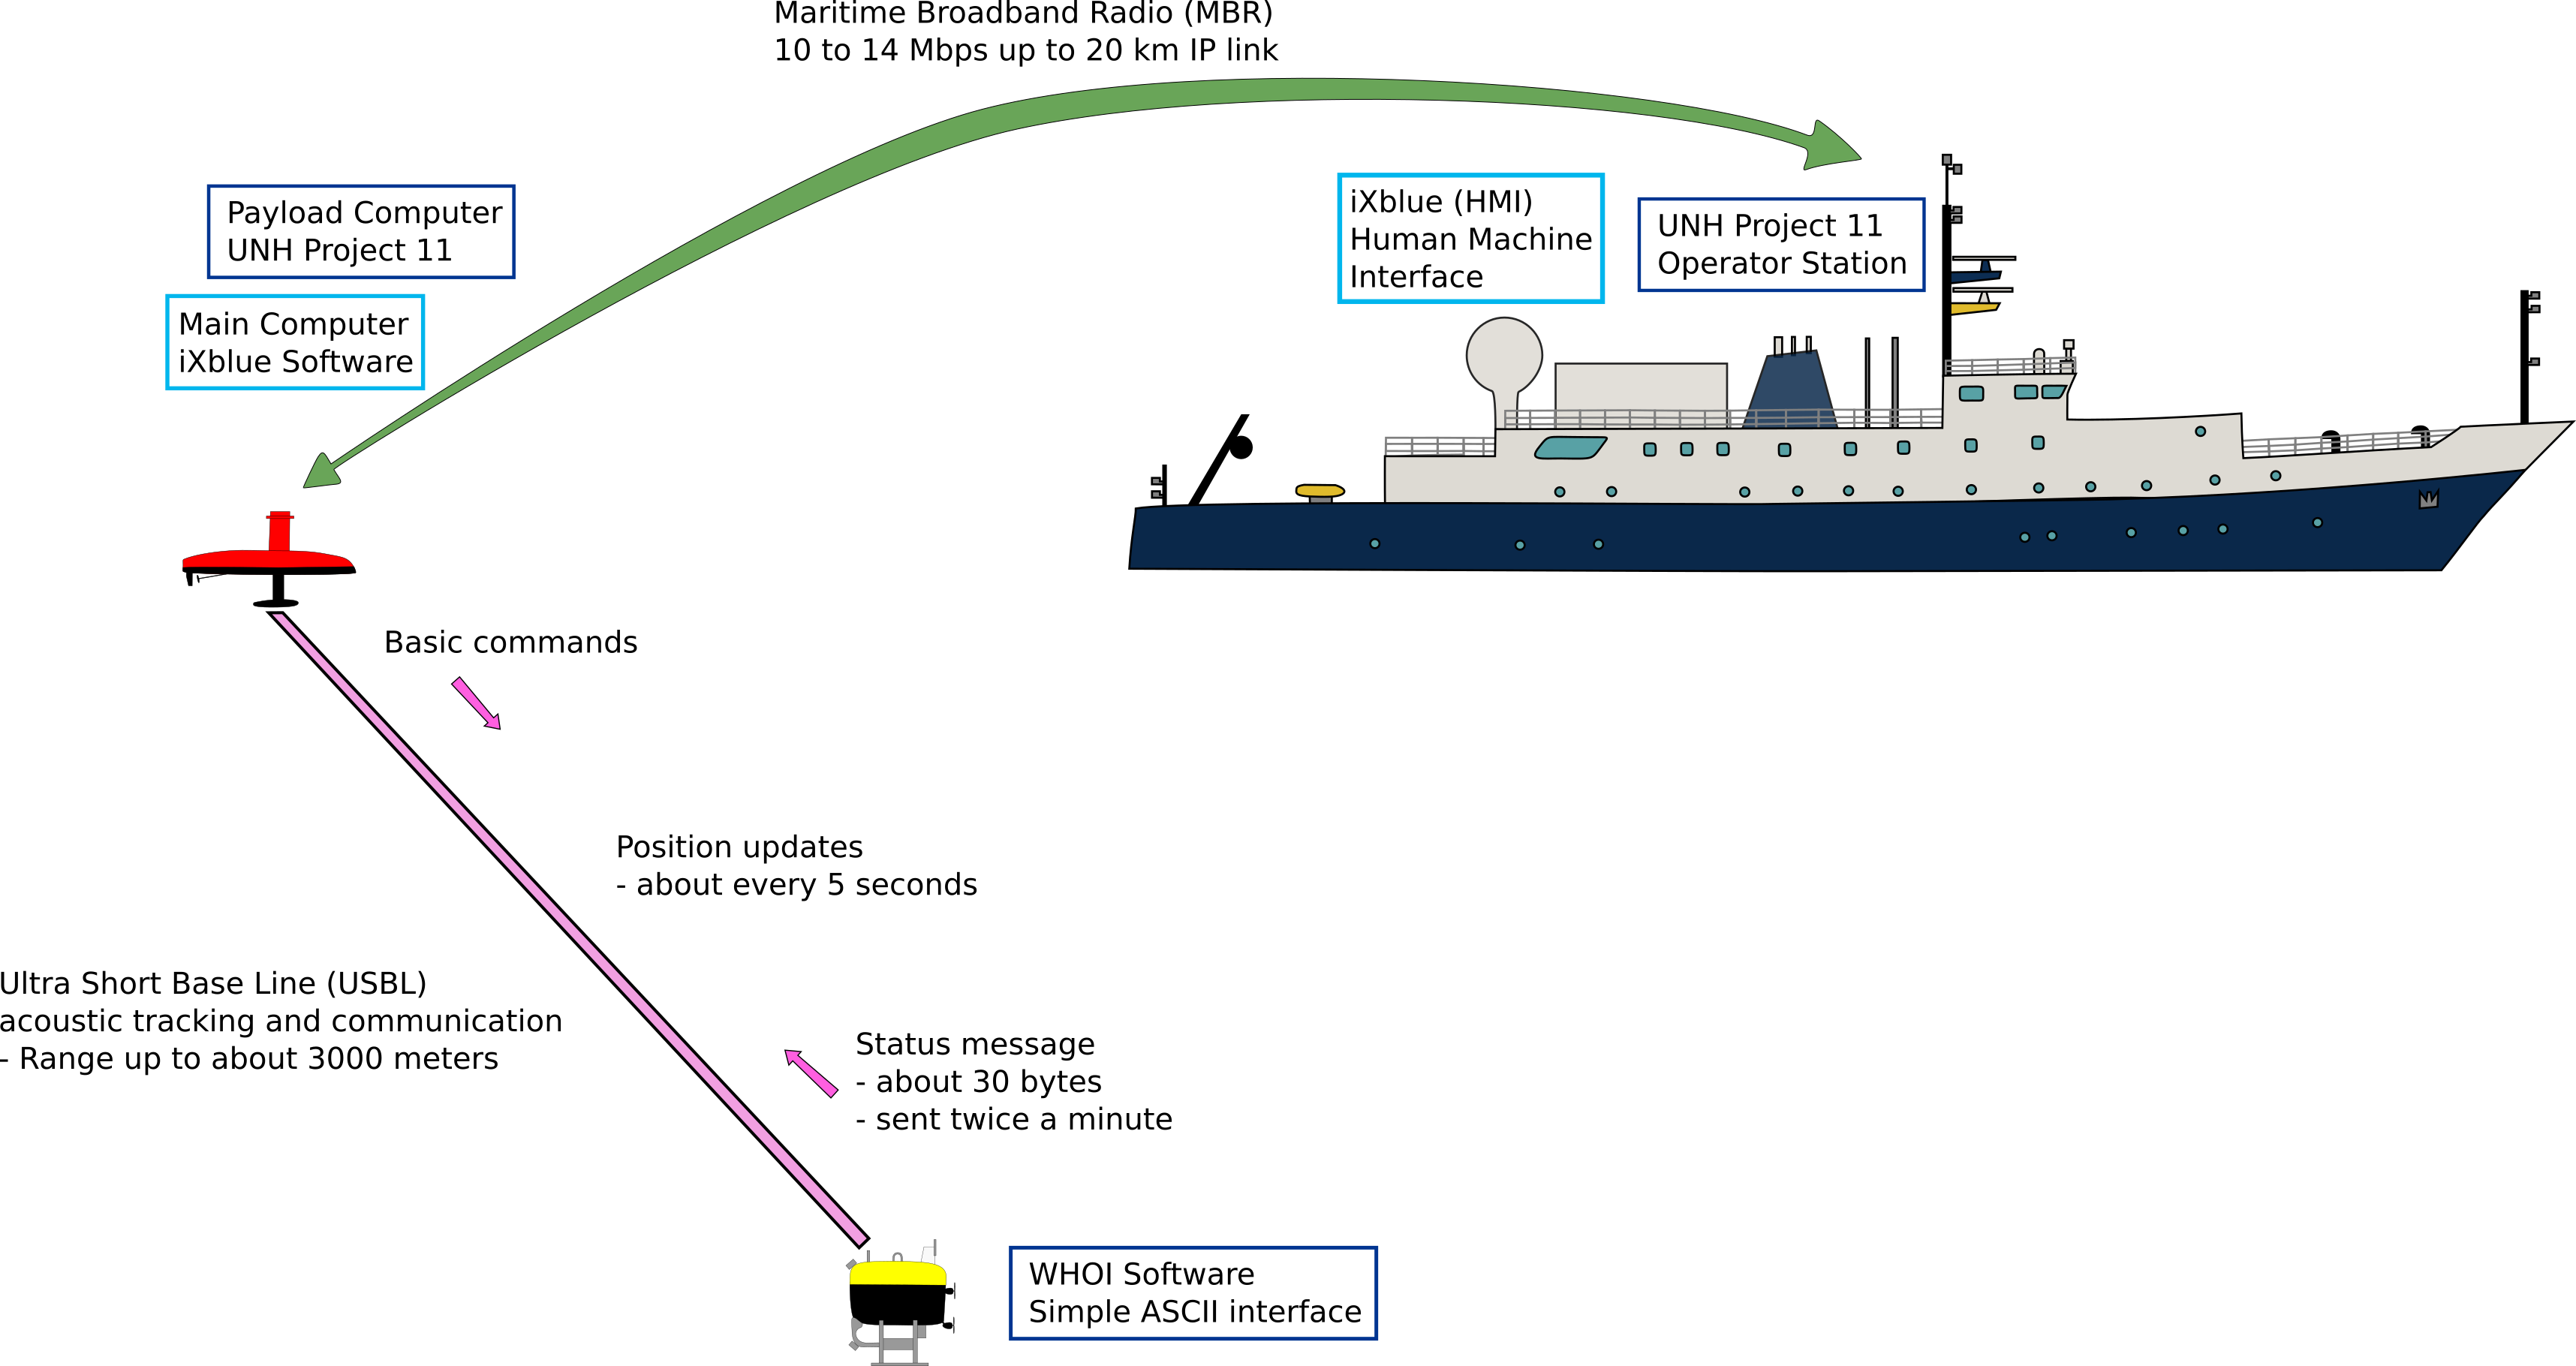 Maritime Broadband Radio (MBR)
10 to 14 Mbps up to 20 km IP link
Payload Computer
UNH Project 11
Main Computer
iXblue Software
iXblue (HMI)
Human Machine
Interface
UNH Project 11
Operator Station
Basic commands
Position updates
- about every 5 seconds
Ultra Short Base Line (USBL)
acoustic tracking and communication
- Range up to about 3000 meters
Status message
- about 30 bytes
- sent twice a minute
WHOI Software
Simple ASCII interface